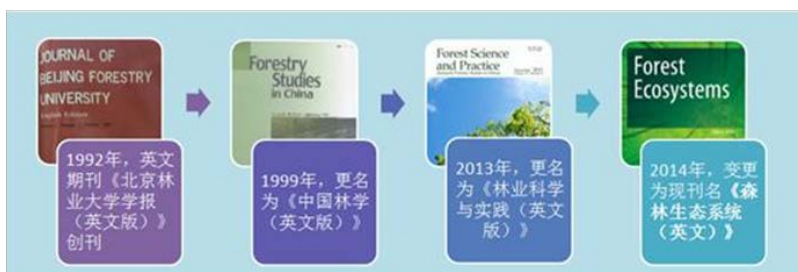 JOURNAL OF
BEIJING FORESTRY
UNIVERSITY
English Edition
1992年，英文
期刊《北京林
业大学学报
（英文版）》
创刊
Forestry
Studies
in China
1999年，更名
为《中国林学
（英文版）》
Forest Science
and Practice
2013年，更名
为《林业科学
与实践（英文
版）》
Forest
Ecosystems
2014年，变更
为现刊名《森
林生态系统
（英文）》